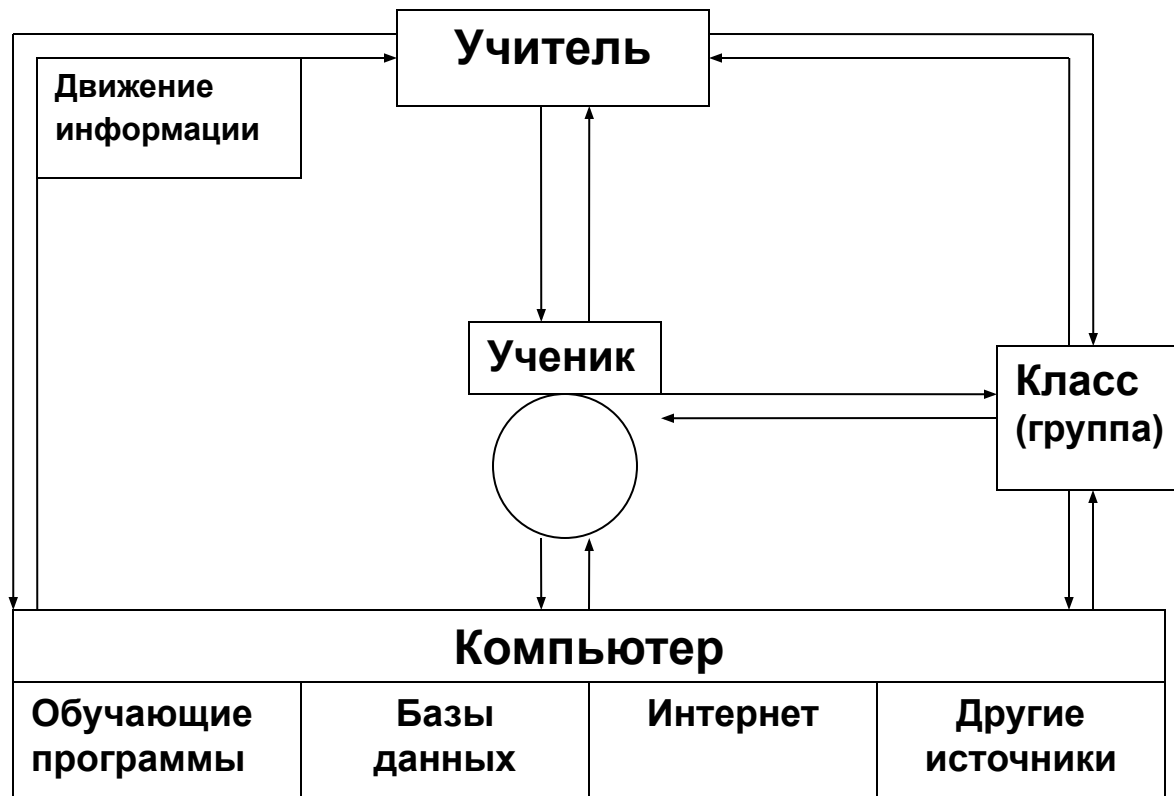 Учитель
Движение
информации
Ученик
Класс
(группа)
Компьютер
Обучающие
программы
Базы
данных
Интернет
Другие
источники